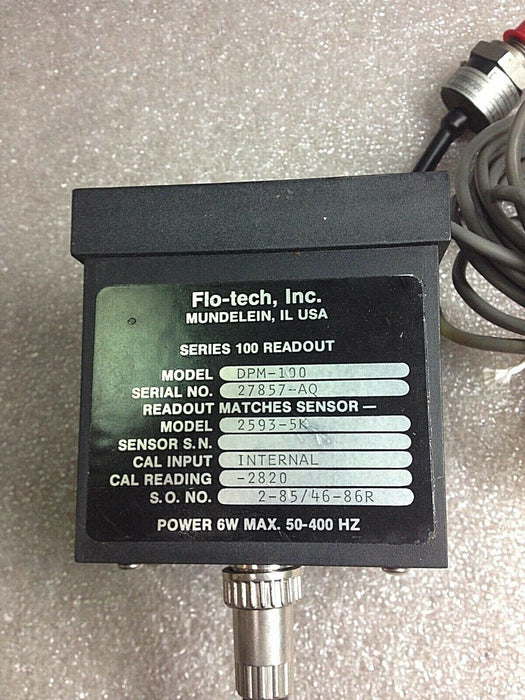 Flo-tech, Inc.
MUNDELEIN, IL USA
SERIES 100 READOUT
MODEL DPM-100
SERIAL NO. 27857-AQ
READOUT MATCHES SENSOR —
MODEL 2593-5K
SENSOR S.N.
CAL INPUT INTERNAL
CAL READING -2820
S.O. NO. 2-85/46-86R
POWER 6W MAX. 50-400 HZ